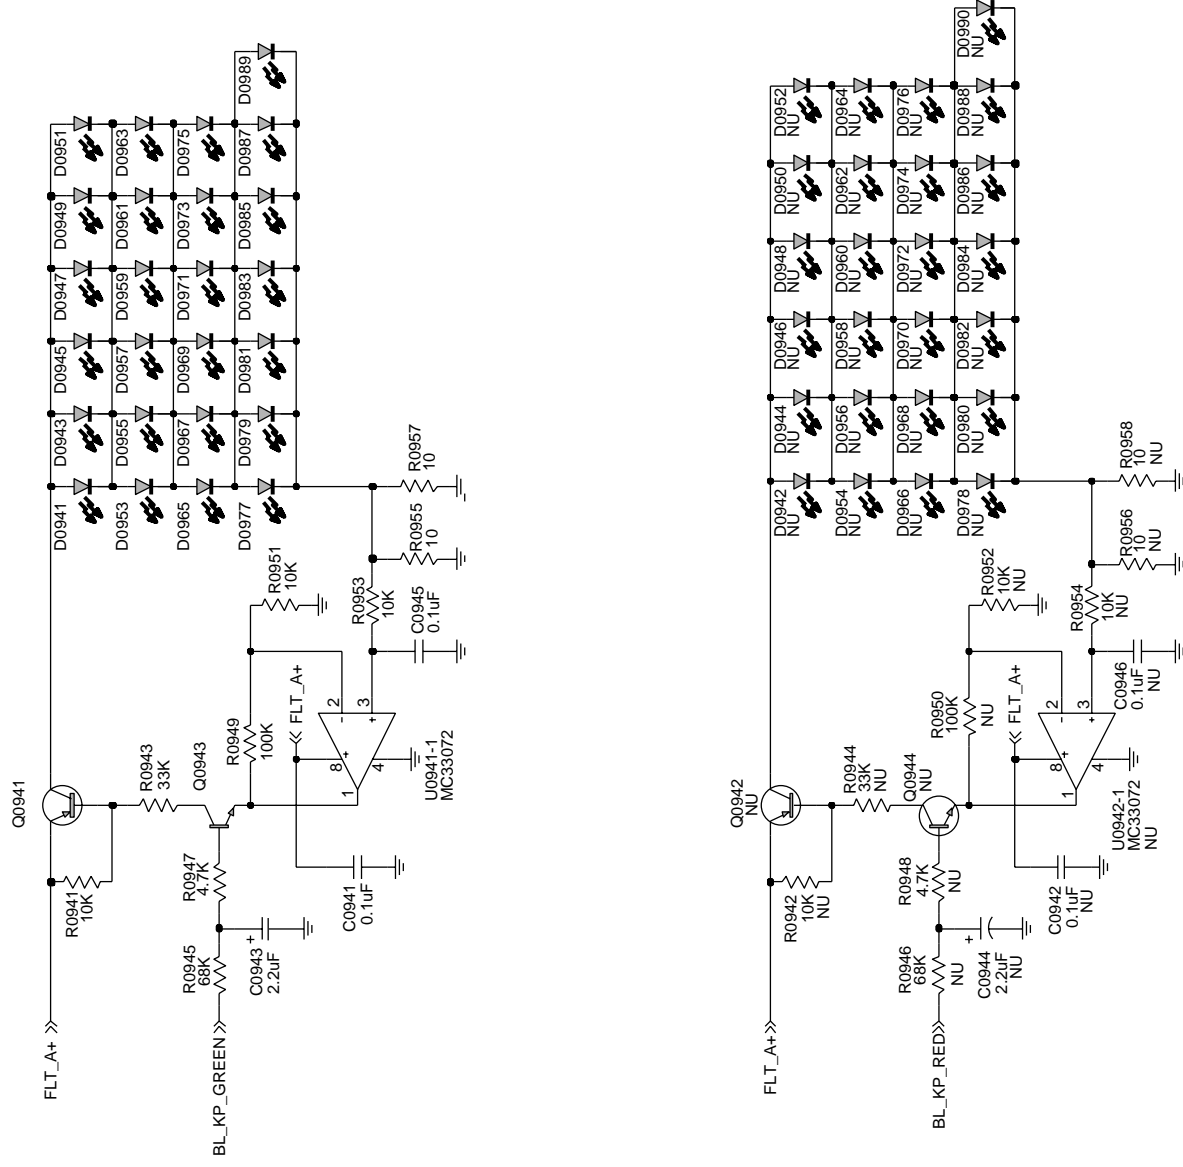 FLT_A+
R0941
10K
Q0941
D0941
D0943
D0945
D0947
D0949
D0951
D0953
D0955
D0957
D0959
D0961
D0963
D0965
D0967
D0969
D0971
D0973
D0975
D0977
D0979
D0981
D0983
D0985
D0987
D0989
BL_KP_GREEN
R0945
68K
C0943
2.2uF
+
R0947
4.7K
R0943
33K
Q0943
C0941
0.1uF
R0949
100K
FLT_A+
R0951
10K
R0953
10K
C0945
0.1uF
R0955
10
R0957
10
1
8
+
4
2
-
3
+
U0941-1
MC33072
FLT_A+
R0942
10K
NU
Q0942
NU
D0942
NU
D0944
NU
D0946
NU
D0948
NU
D0950
NU
D0952
NU
D0954
NU
D0956
NU
D0958
NU
D0960
NU
D0962
NU
D0964
NU
D0966
NU
D0968
NU
D0970
NU
D0972
NU
D0974
NU
D0976
NU
D0978
NU
D0980
NU
D0982
NU
D0984
NU
D0986
NU
D0988
NU
D0990
NU
BL_KP_RED
R0946
68K
NU
C0944
2.2uF
NU
+
R0948
4.7K
NU
R0944
33K
NU
Q0944
NU
C0942
0.1uF
NU
R0950
100K
NU
FLT_A+
R0952
10K
NU
R0954
10K
NU
C0946
0.1uF
NU
R0956
10
NU
R0958
10
NU
1
8
+
4
2
-
3
+
U0942-1
MC33072
NU